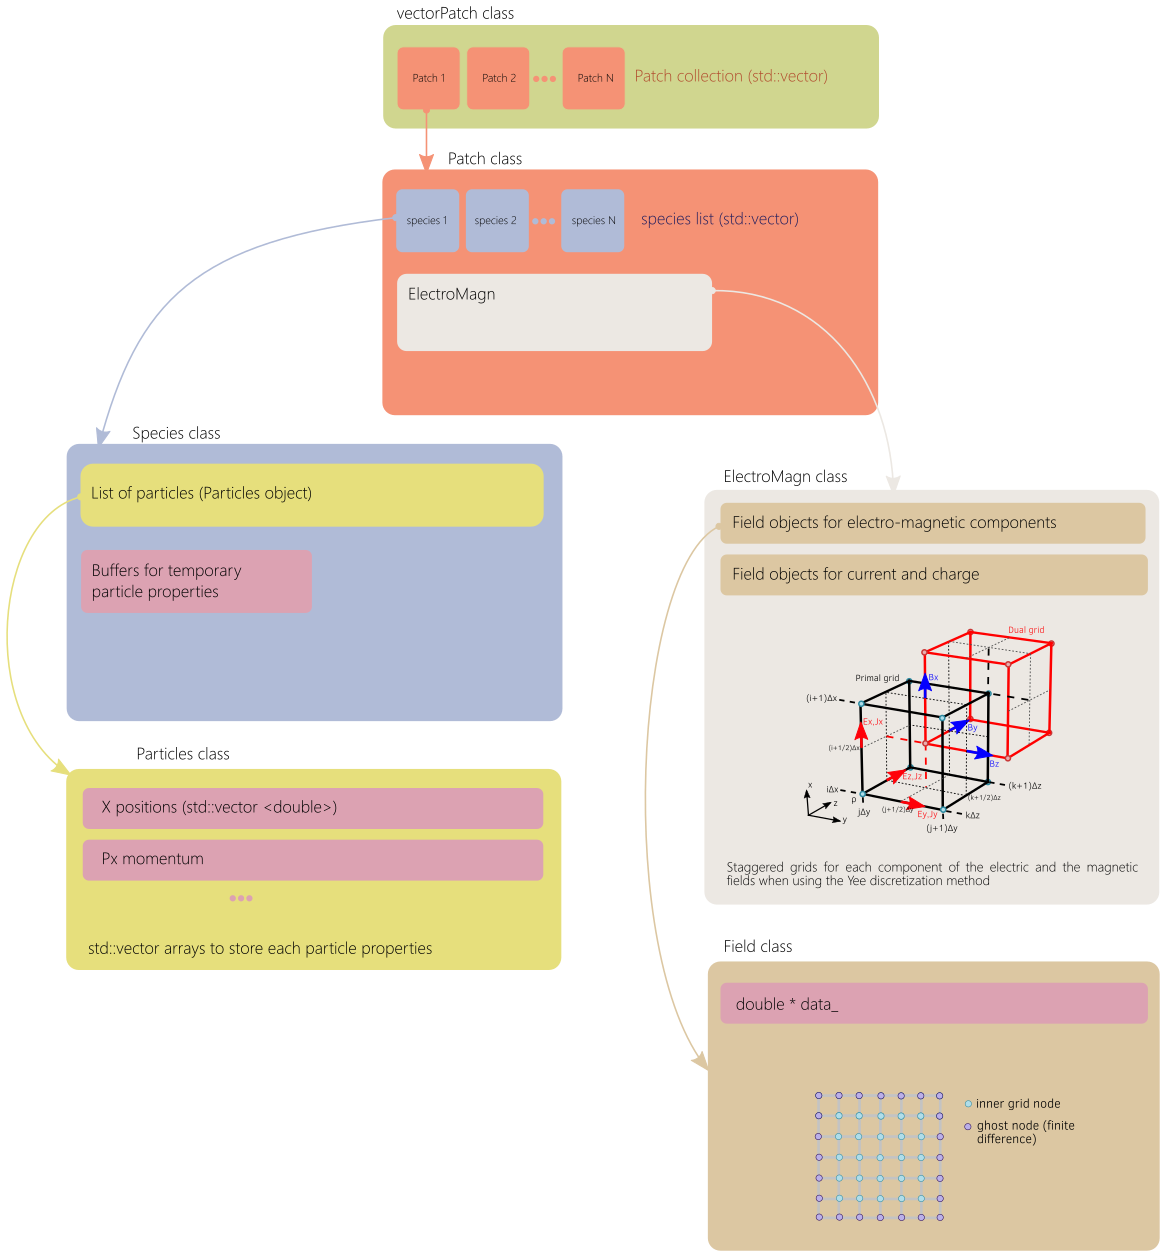 vectorPatch class
Patch 1
Patch 2
Patch N
Patch collection (std::vector)
Patch class
species 1
species 2
species N
species list (std::vector)
ElectroMagn
Species class
List of particles (Particles object)
Buffers for temporary
particle properties
Particles class
X positions (std::vector <double>)
Px momentum
std::vector arrays to store each particle properties
ElectroMagn class
Field objects for electro-magnetic components
Field objects for current and charge
Dual grid
Primal grid
Bx
(i+1)Δx
Ex,Jx
By
(i+1/2)Δx
Bz
Ez,Jz
(k+1)Δz
iΔx
ρ
(k+1/2)Δz
x
z
y
jΔy
(j+1/2)Δy
Ey,Jy
kΔz
(j+1)Δy
Staggered grids for each component of the electric and the magnetic
fields when using the Yee discretization method
Field class
double * data_
inner grid node
ghost node (finite
difference)